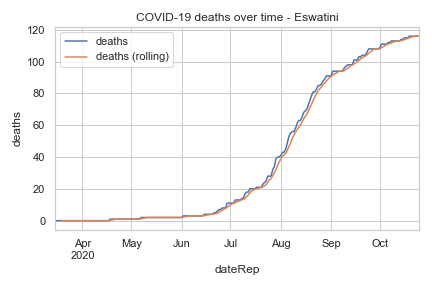 COVID-19 deaths over time - Eswatini
deaths
deaths (rolling)
120
100
80
60
40
20
0
deaths
Apr
2020
May
Jun
Jul
Aug
Sep
Oct
dateRep